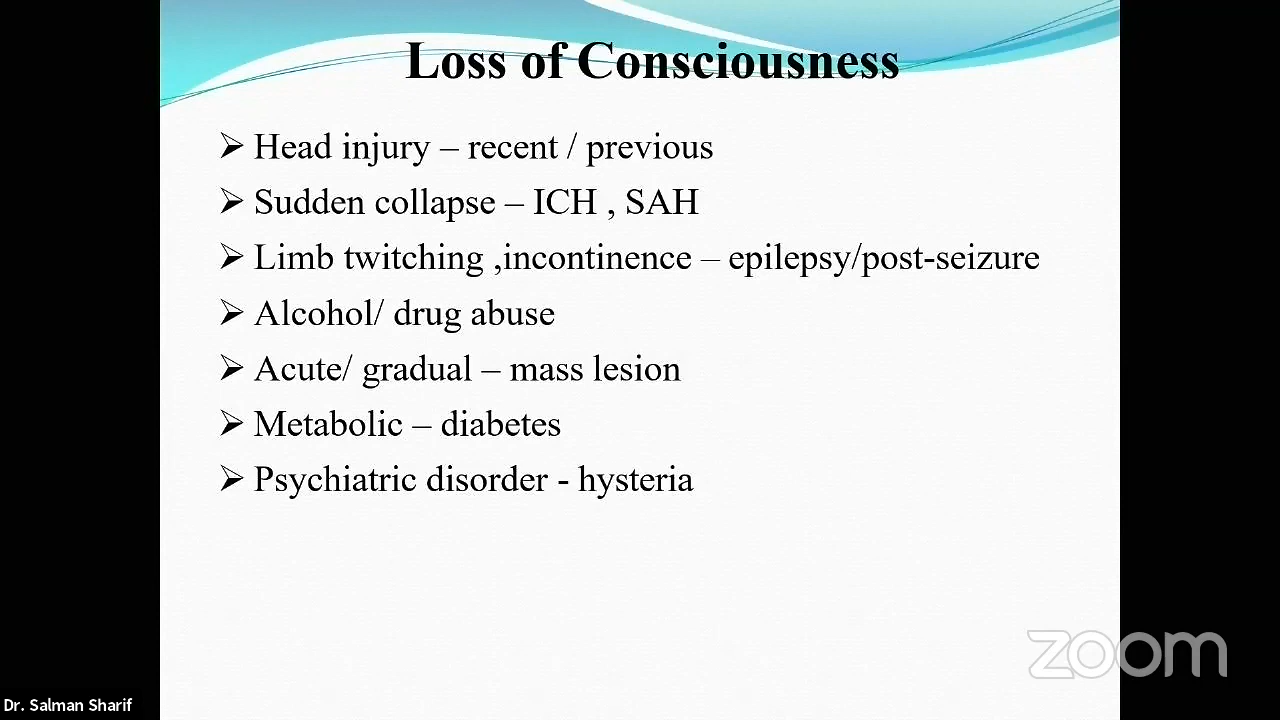 Loss of Consciousness
➢ Head injury – recent / previous
➢ Sudden collapse – ICH , SAH
➢ Limb twitching ,incontinence – epilepsy/post-seizure
➢ Alcohol/ drug abuse
➢ Acute/ gradual – mass lesion
➢ Metabolic – diabetes
➢ Psychiatric disorder - hysteria
zoom
Dr. Salman Sharif